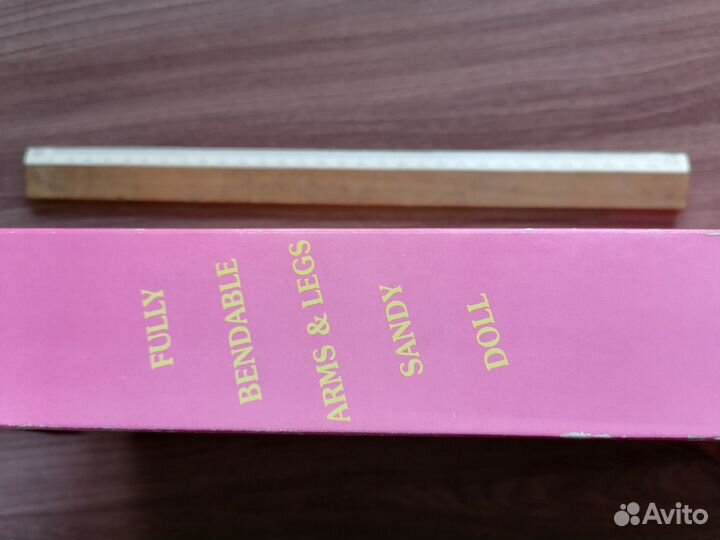 FULLY
BENDABLE
ARMS & LEGS
SANDY
DOLL
Avito